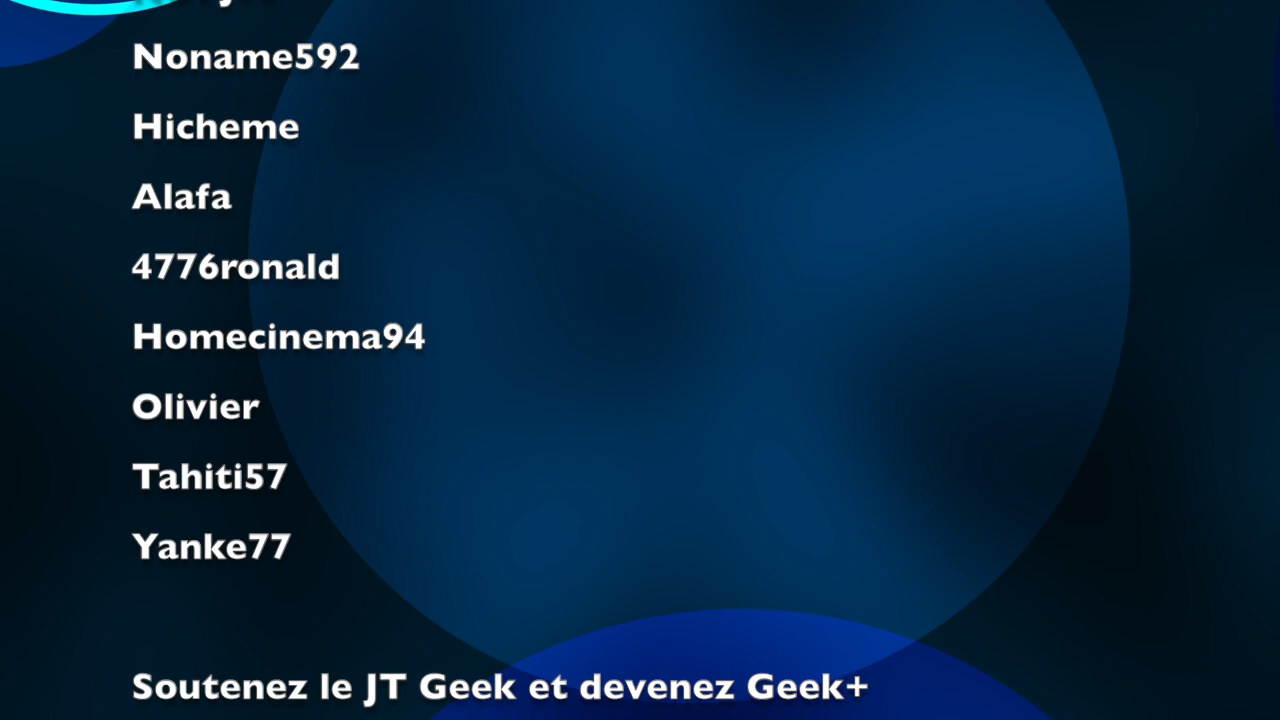 Noname592
Hicheme
Alafa
4776ronald
Homecinema94
Olivier
Tahiti57
Yanke77
Soutenez le JT Geek et devenez Geek+